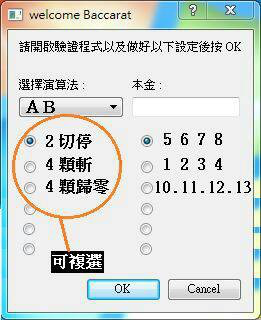 welcome Baccarat
請開啟驗證程式以及做好以下設定後按 OK
選擇演算法：
本金：
A B
2 切停
5 6 7 8
4 顆斬
1 2 3 4
4 顆歸零
10.11.12.13
可複選
OK
Cancel